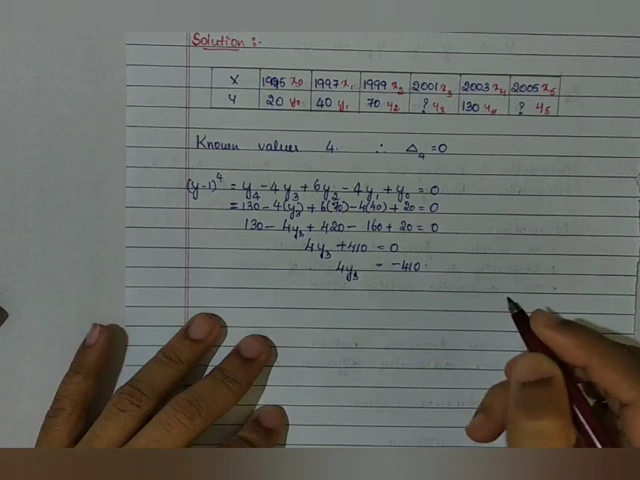 Solution :-
X 1995 x0 1997 x1 1999 x2 2001 x3 2003 x4 2005 x5
Y 20 y0 40 y1 70 y2 ? y3 130 y4 ? y5
Known values 4. ∴ △4 = 0
(y-1)^4 = y4 - 4y3 + 6y2 - 4y1 + y0 = 0
= 130 - 4(y3) + 6(70) - 4(40) + 20 = 0
130 - 4y3 + 420 - 160 + 20 = 0
4y3 + 410 = 0
4y3 = -410